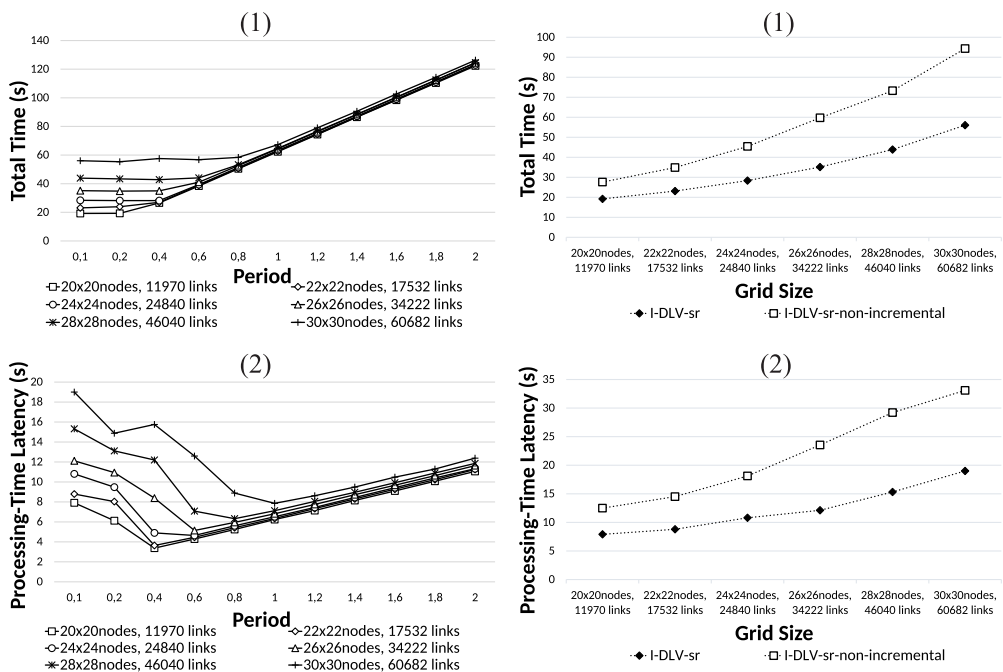 (1)
Total Time (s)
140
120
100
80
60
40
20
0
0,1 0,2 0,4 0,6 0,8 1 1,2 1,4 1,6 1,8 2
Period
20x20nodes, 11970 links 22x22nodes, 17532 links
24x24nodes, 24840 links 26x26nodes, 34222 links
28x28nodes, 46040 links 30x30nodes, 60682 links
(1)
Total Time (s)
100
90
80
70
60
50
40
30
20
10
0
20x20nodes, 22x22nodes, 24x24nodes, 26x26nodes, 28x28nodes, 30x30nodes,
11970 links 17532 links 24840 links 34222 links 46040 links 60682 links
Grid Size
I-DLV-sr I-DLV-sr-non-incremental
(2)
Processing-Time Latency (s)
20
18
16
14
12
10
8
6
4
2
0
0,1 0,2 0,4 0,6 0,8 1 1,2 1,4 1,6 1,8 2
Period
20x20nodes, 11970 links 22x22nodes, 17532 links
24x24nodes, 24840 links 26x26nodes, 34222 links
28x28nodes, 46040 links 30x30nodes, 60682 links
(2)
Processing-Time Latency (s)
35
30
25
20
15
10
5
0
20x20nodes, 22x22nodes, 24x24nodes, 26x26nodes, 28x28nodes, 30x30nodes,
11970 links 17532 links 24840 links 34222 links 46040 links 60682 links
Grid Size
I-DLV-sr I-DLV-sr-non-incremental